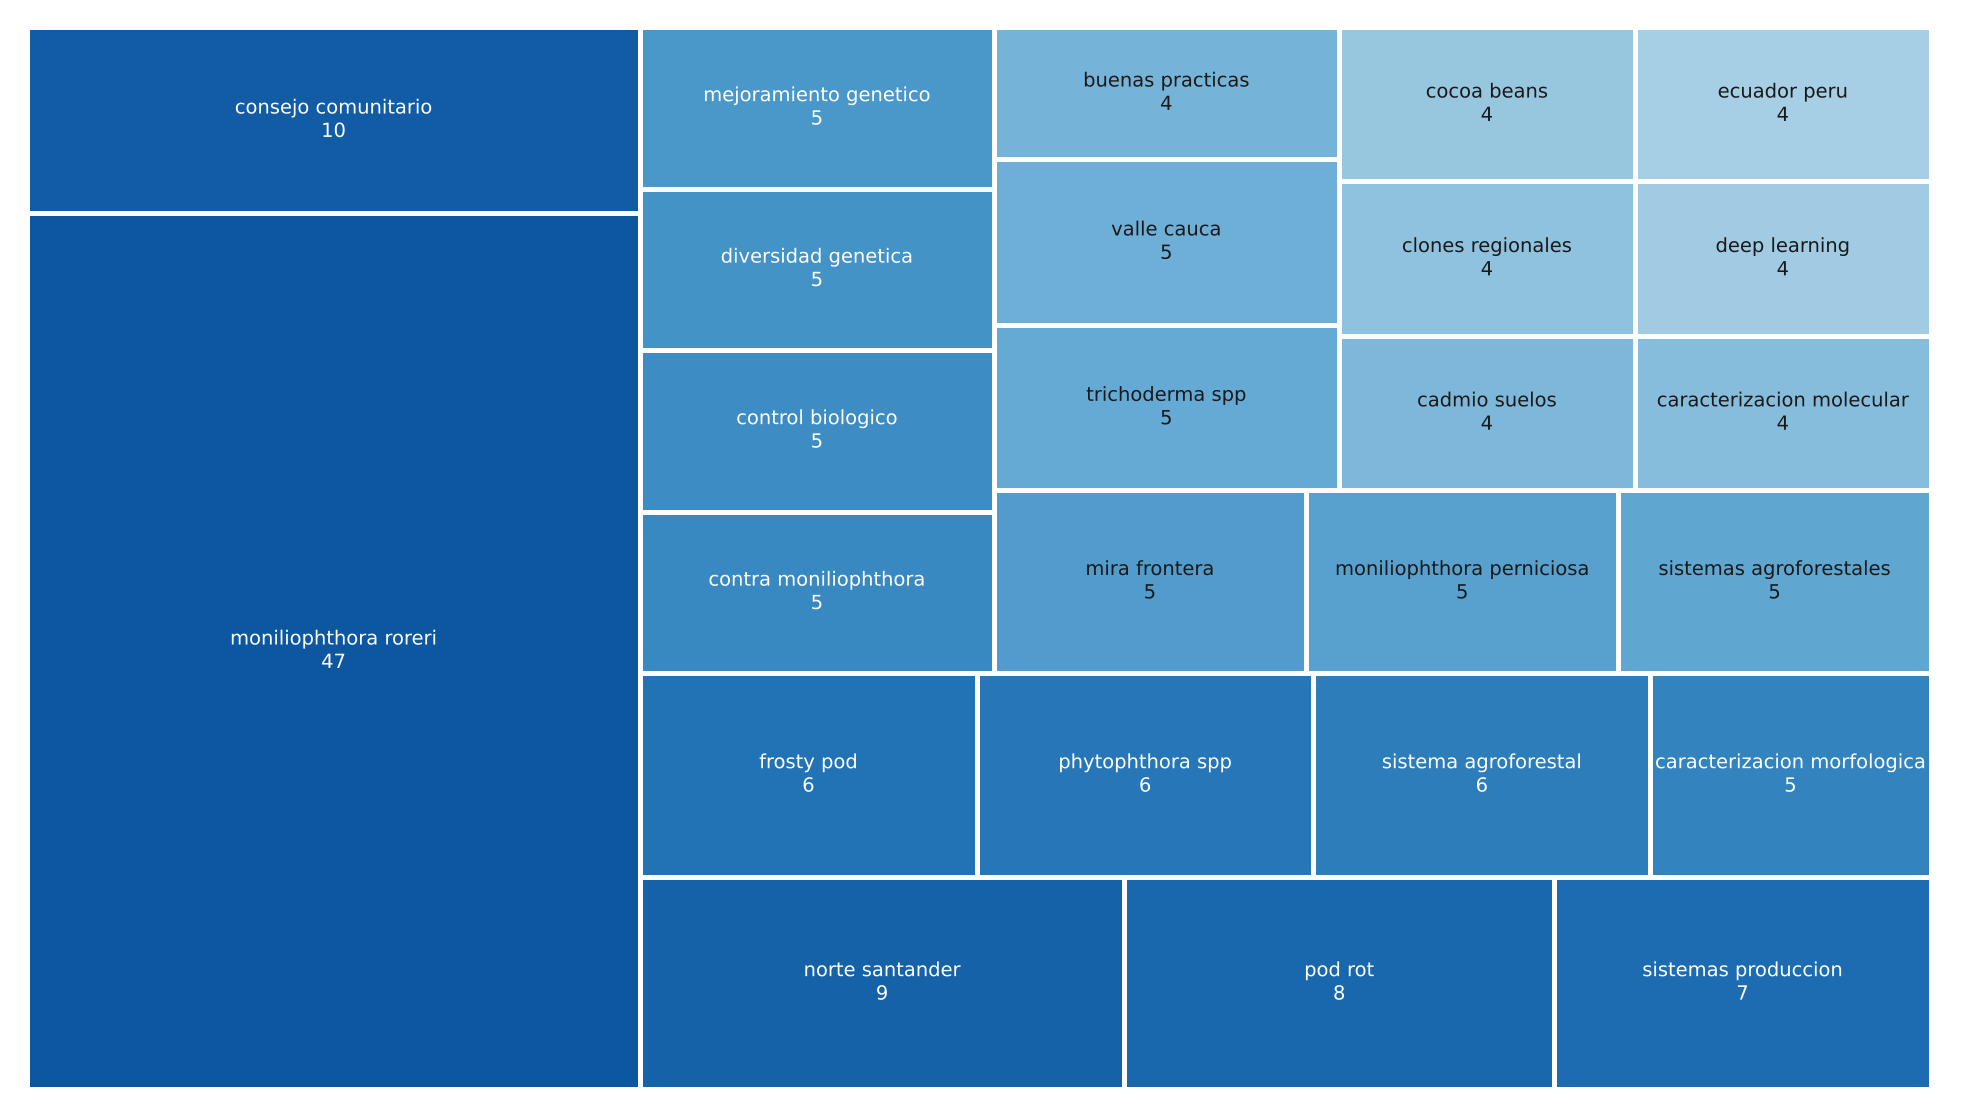 consejo comunitario
10
moniliophthora roreri
47
mejoramiento genetico
5
diversidad genetica
5
control biologico
5
contra moniliophthora
5
buenas practicas
4
valle cauca
5
trichoderma spp
5
cocoa beans
4
ecuador peru
4
clones regionales
4
deep learning
4
cadmio suelos
4
caracterizacion molecular
4
mira frontera
5
moniliophthora perniciosa
5
sistemas agroforestales
5
frosty pod
6
phytophthora spp
6
sistema agroforestal
6
caracterizacion morfologica
5
norte santander
9
pod rot
8
sistemas produccion
7